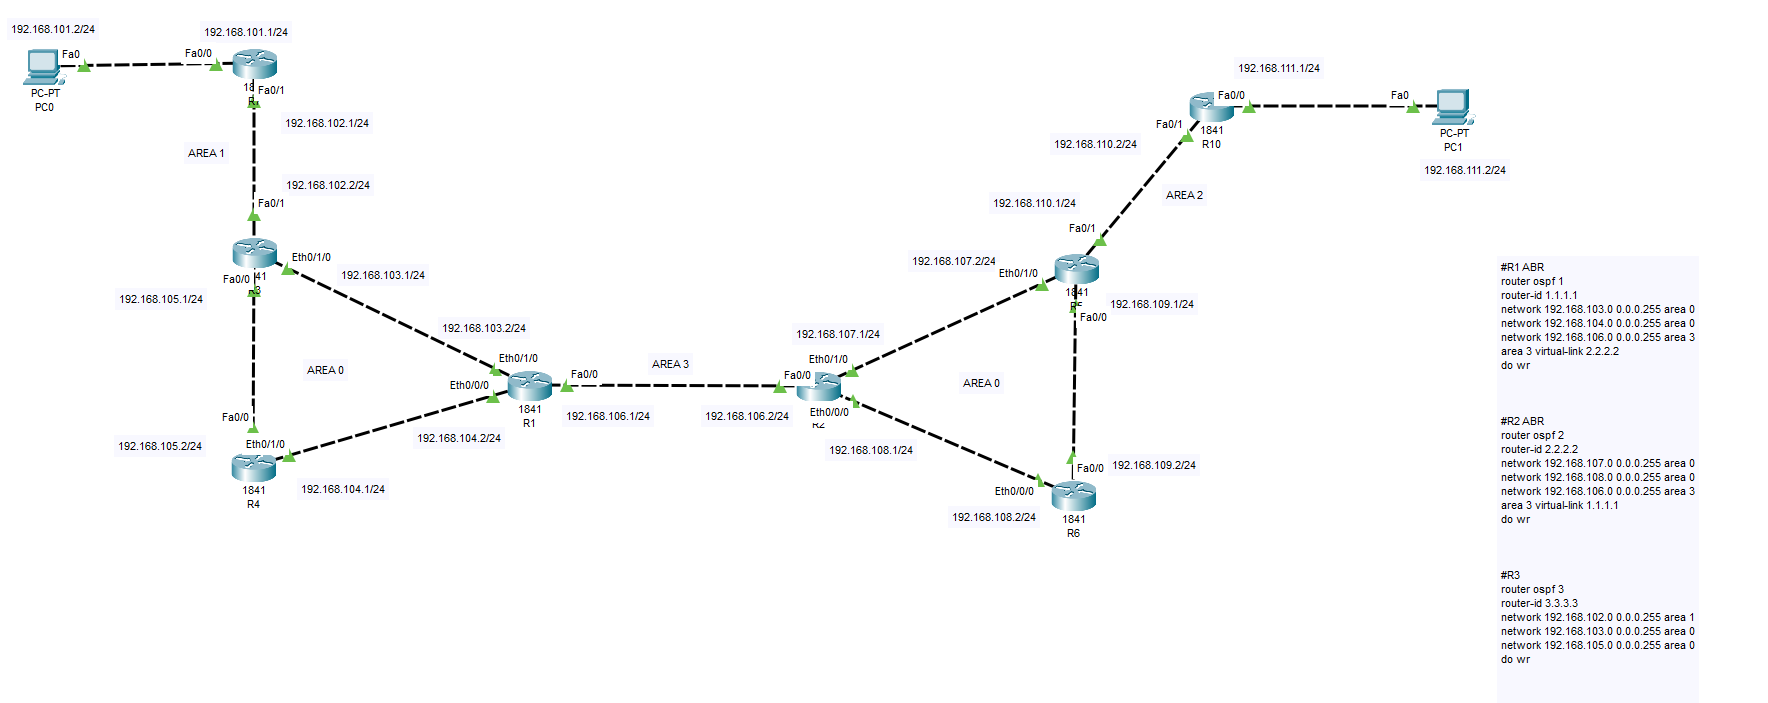 192.168.101.2/24
192.168.101.1/24
Fa0
Fa0/0
PC-PT
PC0
Fa0/1
192.168.102.1/24
AREA 1
192.168.102.2/24
Fa0/1
Eth0/1/0
Fa0/0
41
R3
192.168.103.1/24
192.168.105.1/24
192.168.103.2/24
AREA 0
Eth0/1/0
Eth0/0/0
Fa0/0
1841
R1
192.168.106.1/24
AREA 3
Fa0/0
192.168.105.2/24
Eth0/1/0
192.168.104.2/24
1841
R4
192.168.104.1/24
192.168.111.1/24
Fa0/0
Fa0
Fa0/1
1841
R10
PC-PT
PC1
192.168.110.2/24
192.168.111.2/24
AREA 2
192.168.110.1/24
Fa0/1
192.168.107.2/24
Eth0/1/0
1841
192.168.109.1/24
Fa0/0
192.168.107.1/24
Eth0/1/0
Fa0/0
AREA 0
192.168.106.2/24
Eth0/0/0
R2
192.168.108.1/24
Fa0/0
192.168.109.2/24
Eth0/0/0
192.168.108.2/24
1841
R6
#R1 ABR
router ospf 1
router-id 1.1.1.1
network 192.168.103.0 0.0.0.255 area 0
network 192.168.104.0 0.0.0.255 area 0
network 192.168.106.0 0.0.0.255 area 3
area 3 virtual-link 2.2.2.2
do wr
#R2 ABR
router ospf 2
router-id 2.2.2.2
network 192.168.107.0 0.0.0.255 area 0
network 192.168.108.0 0.0.0.255 area 0
network 192.168.106.0 0.0.0.255 area 3
area 3 virtual-link 1.1.1.1
do wr
#R3
router ospf 3
router-id 3.3.3.3
network 192.168.102.0 0.0.0.255 area 1
network 192.168.103.0 0.0.0.255 area 0
network 192.168.105.0 0.0.0.255 area 0
do wr